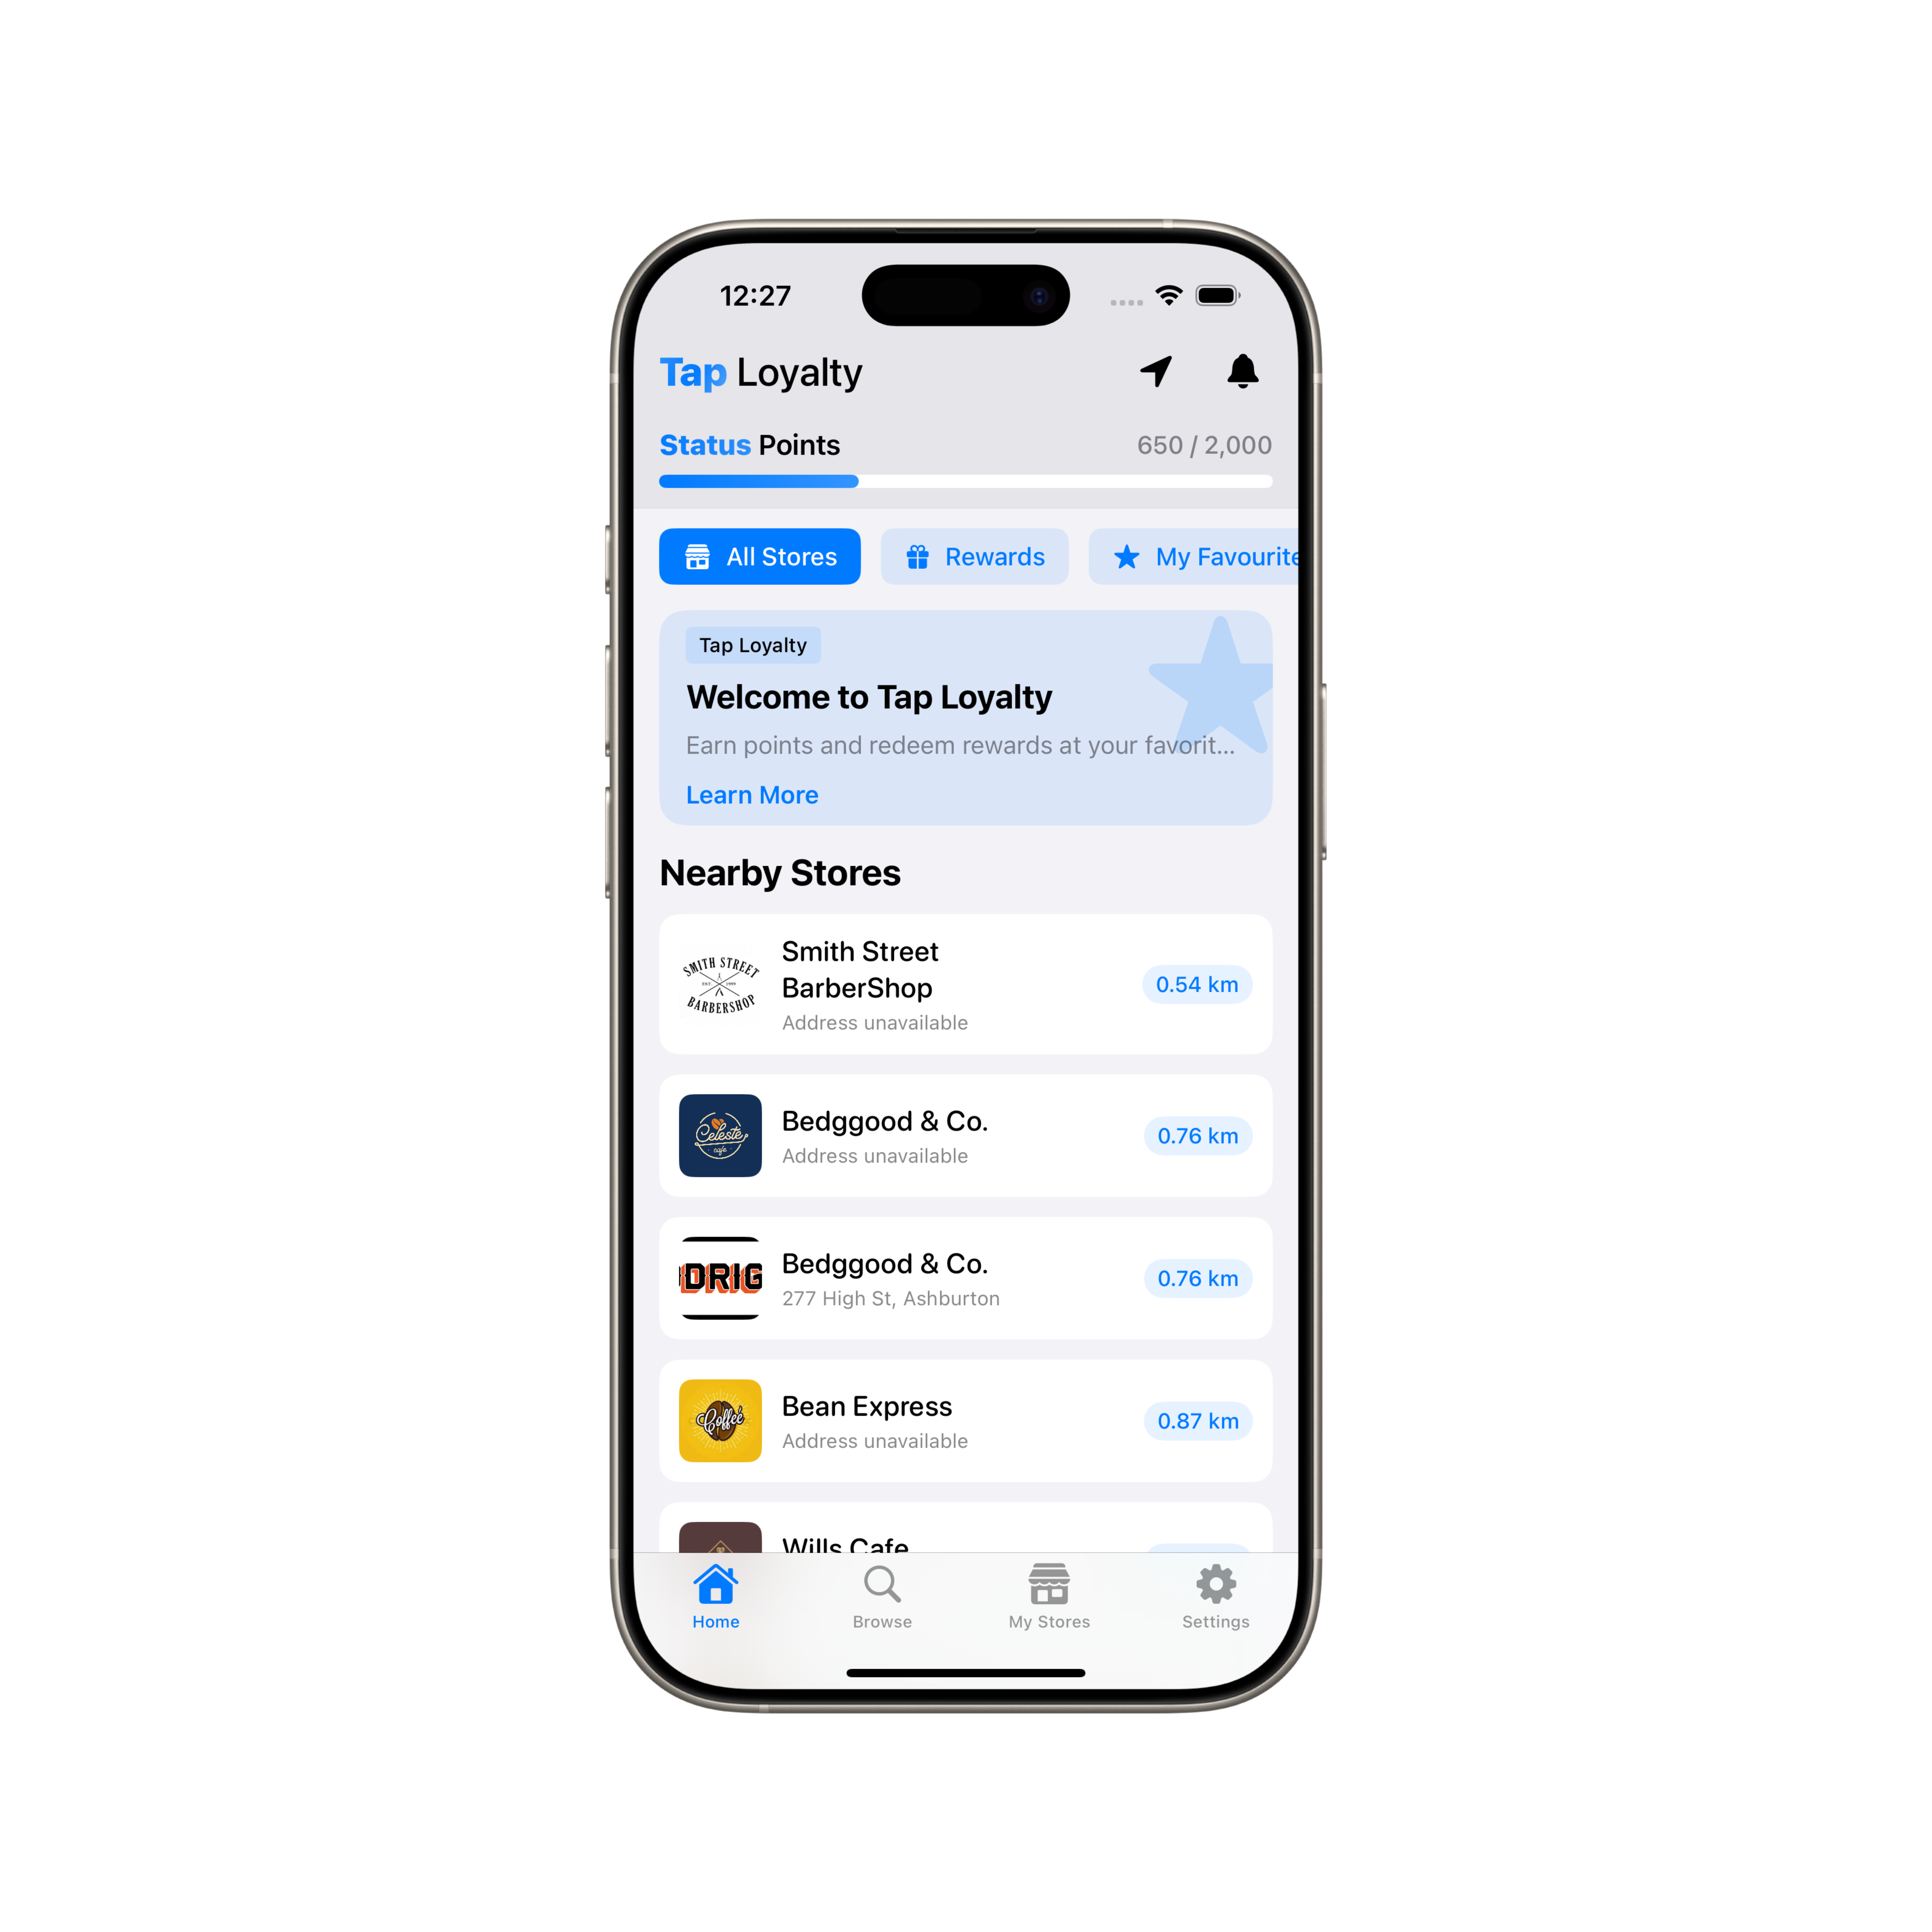 12:27
Tap Loyalty
Status Points
650 / 2,000
All Stores
Rewards
My Favourite
Tap Loyalty
Welcome to Tap Loyalty
Earn points and redeem rewards at your favorit...
Learn More
Nearby Stores
SMITH STREET
EST. 1999
BARBERSHOP
Smith Street
BarberShop
Address unavailable
0.54 km
Celeste
cafe
Bedggood & Co.
Address unavailable
0.76 km
DRIG
Bedggood & Co.
277 High St, Ashburton
0.76 km
Coffee
Bean Express
Address unavailable
0.87 km
Wills Cafe
Home
Browse
My Stores
Settings